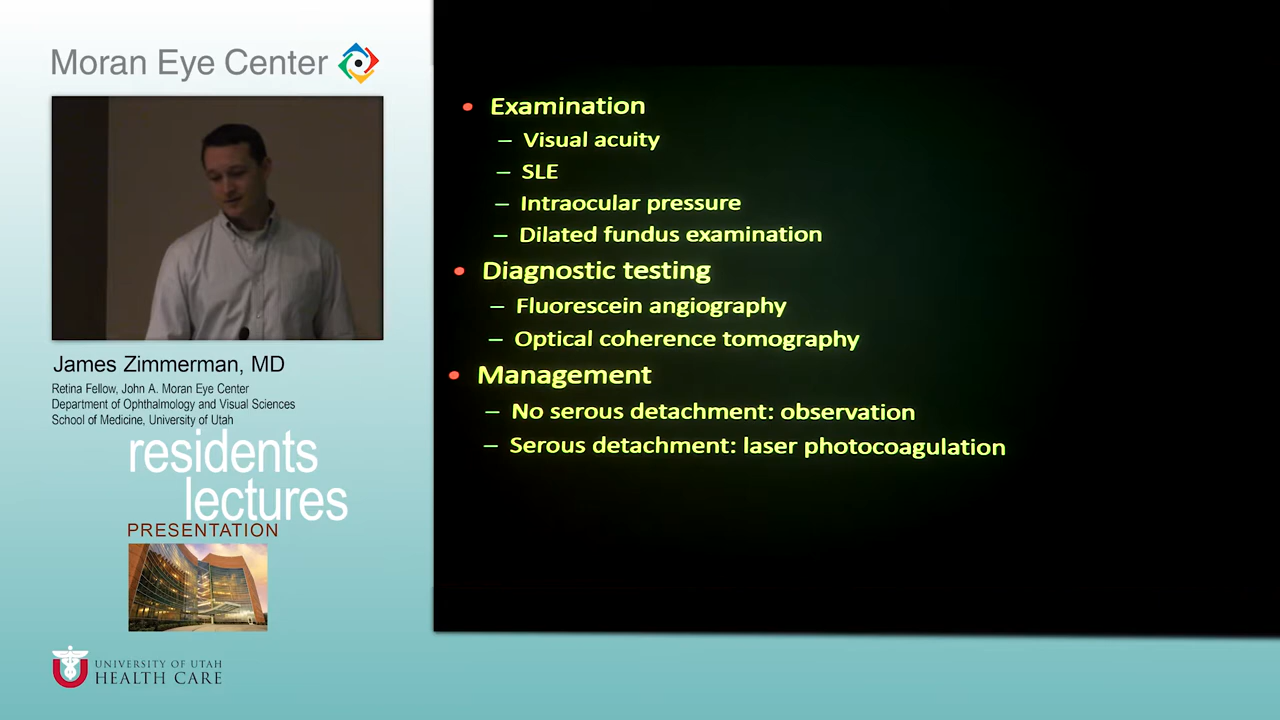 Moran Eye Center
James Zimmerman, MD
Retina Fellow, John A. Moran Eye Center
Department of Ophthalmology and Visual Sciences
School of Medicine, University of Utah
residents
lectures
PRESENTATION
UNIVERSITY OF UTAH
HEALTH CARE
• Examination
– Visual acuity
– SLE
– Intraocular pressure
– Dilated fundus examination
• Diagnostic testing
– Fluorescein angiography
– Optical coherence tomography
• Management
– No serous detachment: observation
– Serous detachment: laser photocoagulation